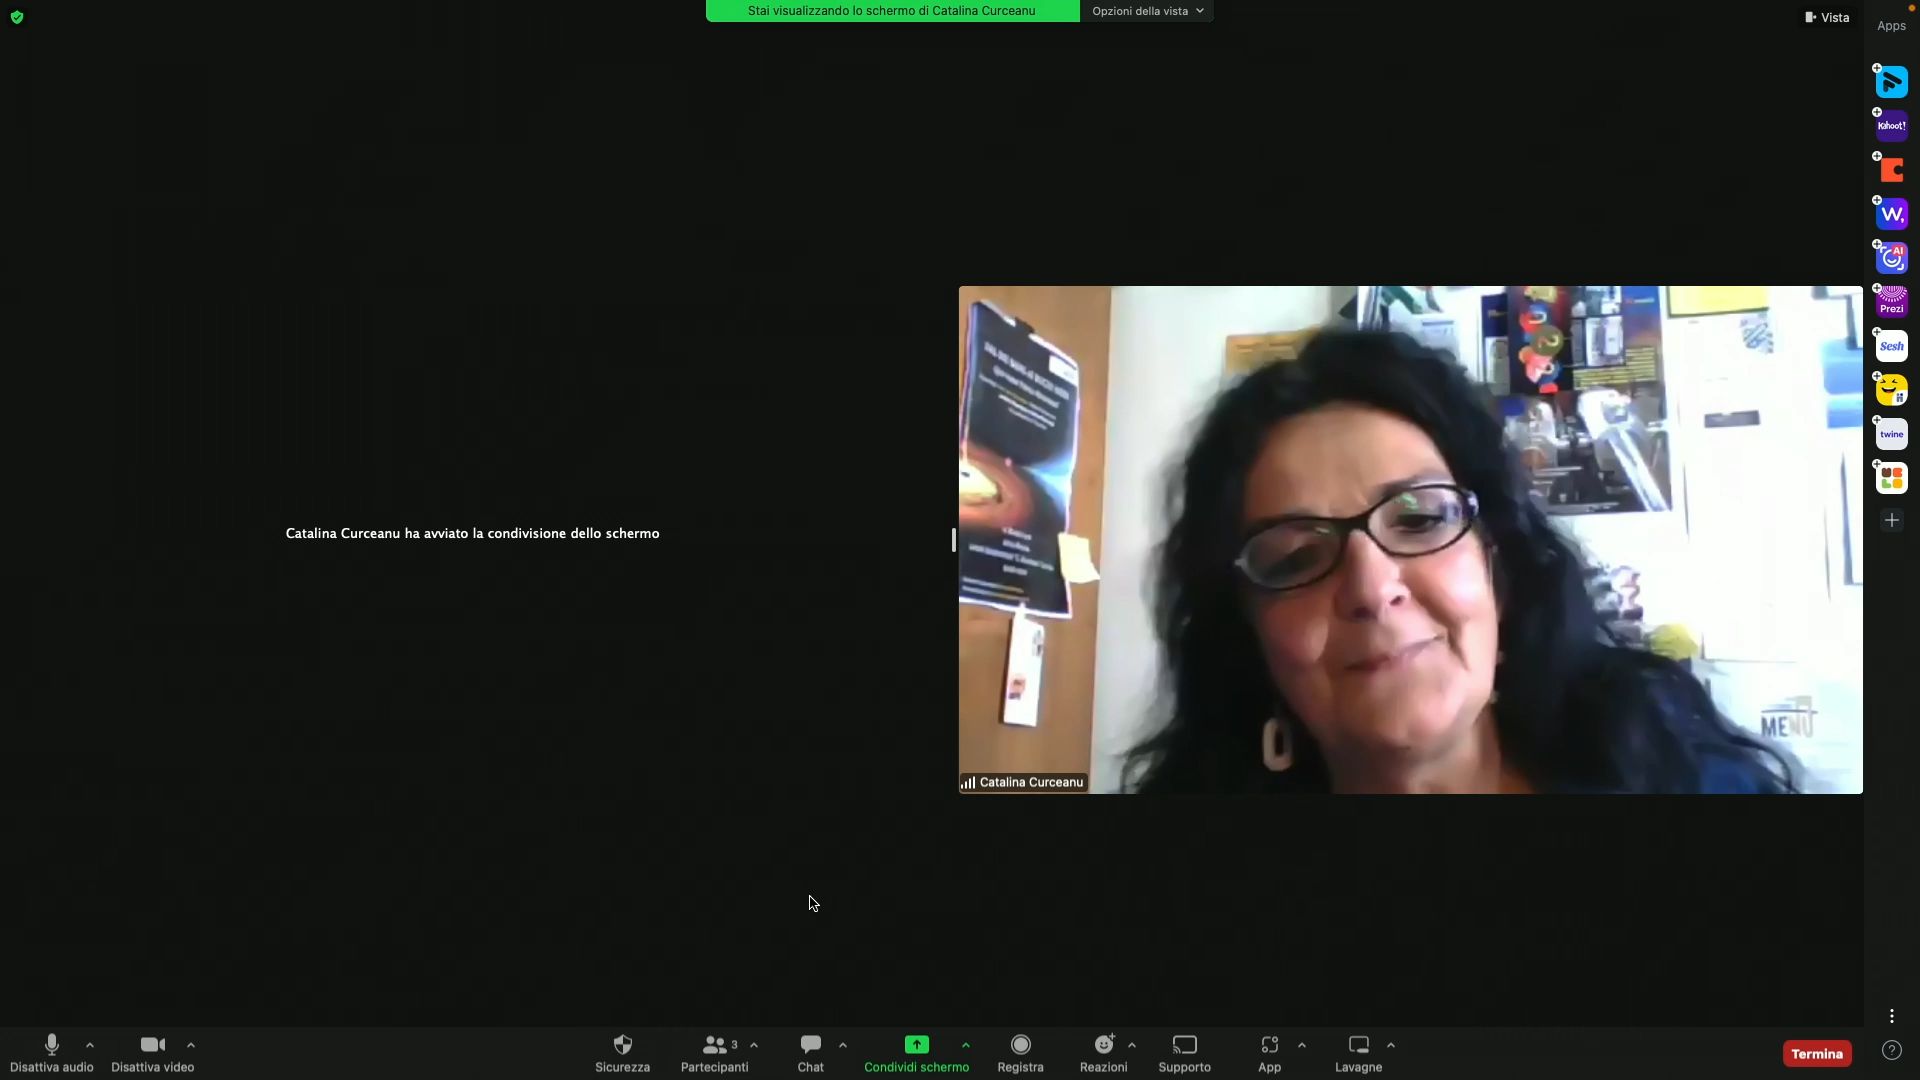 Stai visualizzando lo schermo di Catalina Curceanu
Opzioni della vista
Vista
Apps
Kahoot!
W,
AI
Prezi
Sesh
twine
Catalina Curceanu ha avviato la condivisione dello schermo
MENU
Catalina Curceanu
Disattiva audio
Disattiva video
Sicurezza
3
Partecipanti
Chat
Condividi schermo
Registra
Reazioni
Supporto
App
Lavagne
Termina